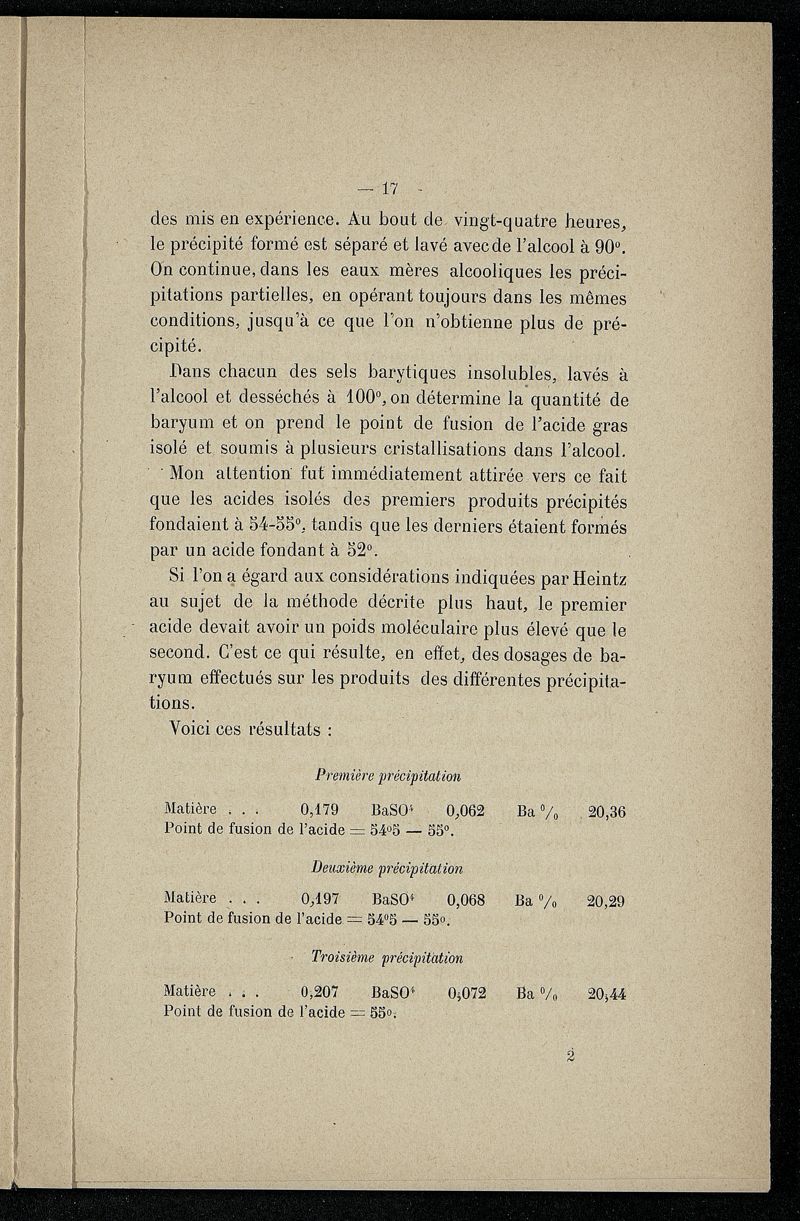 — 17 -
des mis en expérience. Au bout de vingt-quatre heures,
le précipité formé est séparé et lavé avec de l'alcool à 90°.
On continue, dans les eaux mères alcooliques les préci-
pitations partielles, en opérant toujours dans les mêmes
conditions, jusqu'à ce que l'on n'obtienne plus de pré-
cipité.
Dans chacun des sels barytiques insolubles, lavés à
l'alcool et desséchés à 100°, on détermine la quantité de
baryum et on prend le point de fusion de l'acide gras
isolé et soumis à plusieurs cristallisations dans l'alcool.
Mon attention fut immédiatement attirée vers ce fait
que les acides isolés des premiers produits précipités
fondaient à 54-55°, tandis que les derniers étaient formés
par un acide fondant à 52°.
Si l'on a égard aux considérations indiquées par Heintz
au sujet de la méthode décrite plus haut, le premier
acide devait avoir un poids moléculaire plus élevé que le
second. C'est ce qui résulte, en effet, des dosages de ba-
ryum effectués sur les produits des différentes précipita-
tions.
Voici ces résultats :
Première précipitation
Matière . . . 0,179 BaSO⁴ 0,062 Ba % 20,36
Point de fusion de l'acide = 54°5 — 55°.
Deuxième précipitation
Matière . . . 0,197 BaSO⁴ 0,068 Ba % 20,29
Point de fusion de l'acide = 54°5 — 55°.
Troisième précipitation
Matière . . . 0,207 BaSO⁴ 0,072 Ba % 20,44
Point de fusion de l'acide = 55°.
2